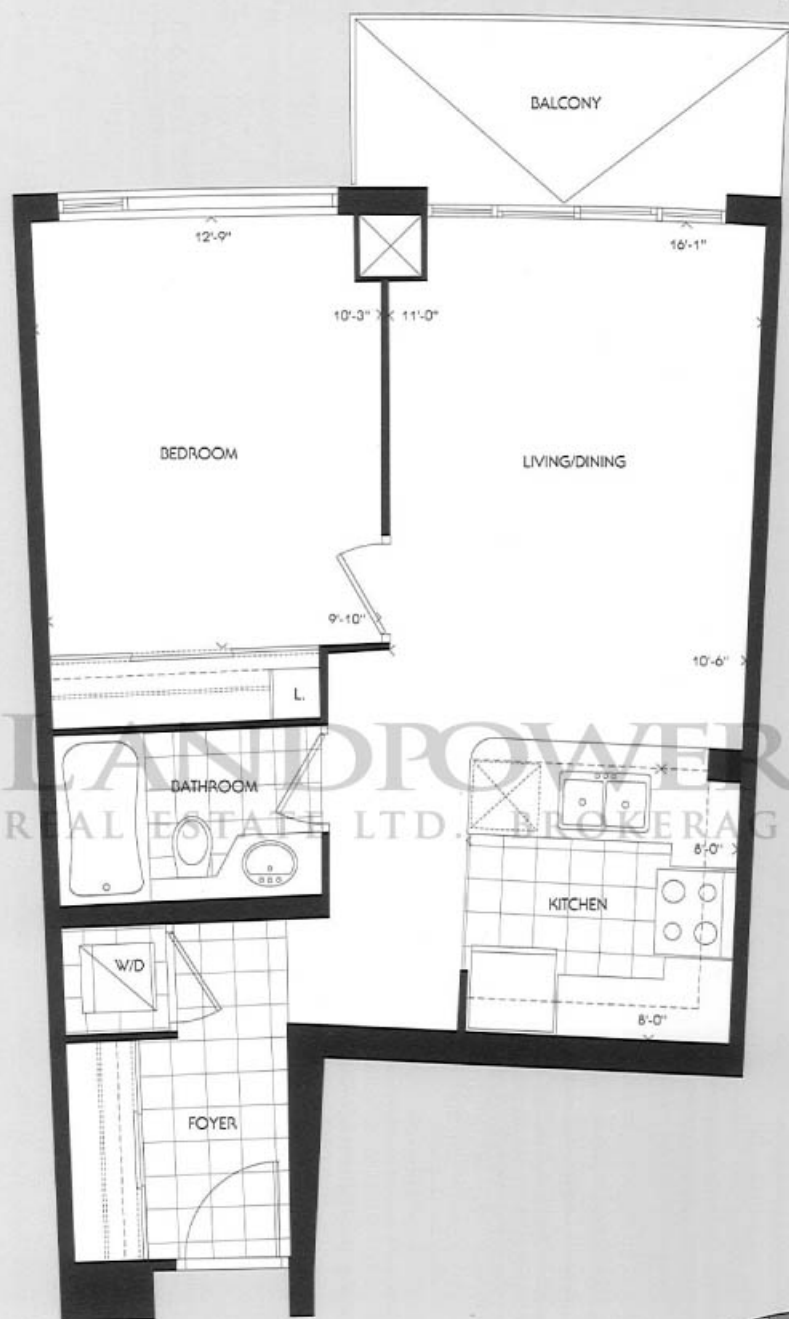 BALCONY
12'-9"
16'-1"
10'-3" 11'-0"
BEDROOM
LIVING/DINING
9'-10"
10'-6"
L.
LANDPOWER
BATHROOM
REAL ESTATE LTD. BROKERAG
8'-0"
KITCHEN
W/D
8'-0"
FOYER